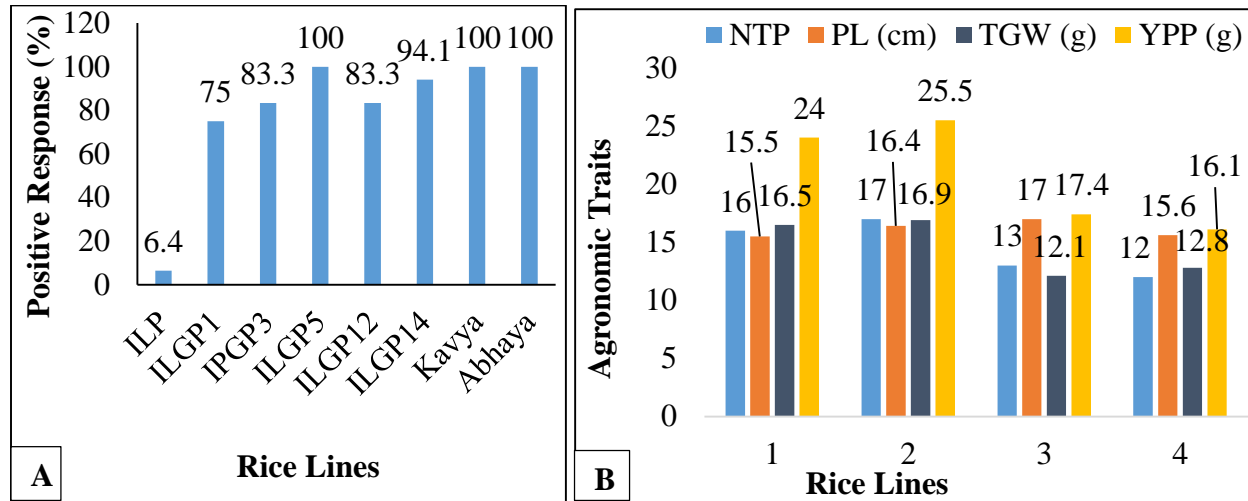 Positive Response (%)
120
100
80
60
40
20
0
6.4
75
83.3
100
83.3
94.1
100
100
ILP
ILGP1
IPGP3
ILGP5
ILGP12
ILGP14
Kavya
Abhaya
Rice Lines
A
NTP PL (cm) TGW (g) YPP (g)
Agronomic Traits
30
25
20
15
10
5
0
16
15.5
16.5
24
17
16.4
16.9
25.5
13
17
12.1
17.4
12
15.6
12.8
16.1
1 2 3 4
Rice Lines
B